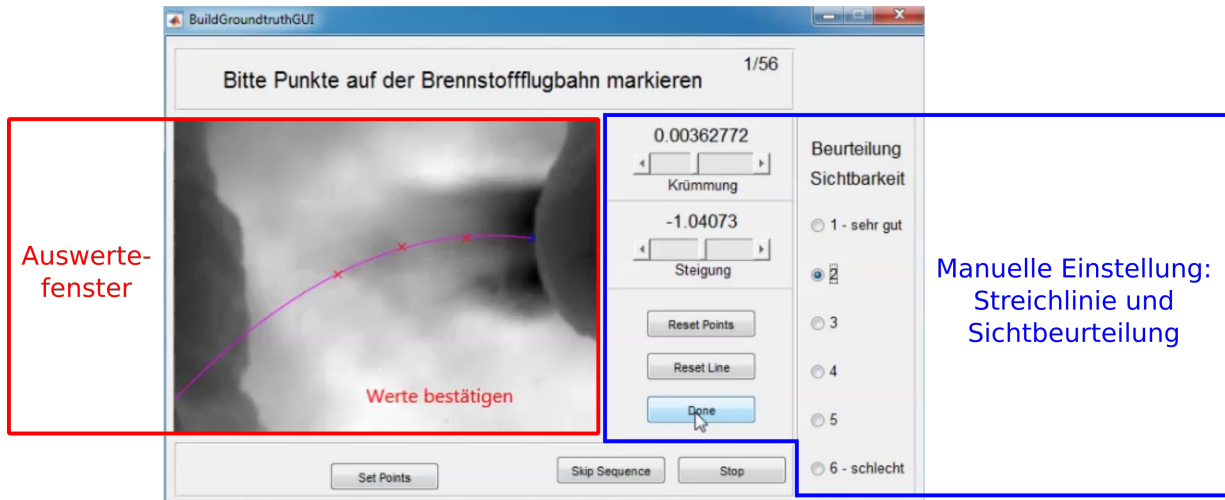 BuildGroundtruthGUI
Bitte Punkte auf der Brennstoffflugbahn markieren
1/56
Auswerte-
fenster
Werte bestätigen
0.00362772
Krümmung
-1.04073
Steigung
Reset Points
Reset Line
Done
Beurteilung
Sichtbarkeit
1 - sehr gut
2
3
4
5
6 - schlecht
Manuelle Einstellung:
Streichlinie und
Sichtbeurteilung
Set Points
Skip Sequence
Stop